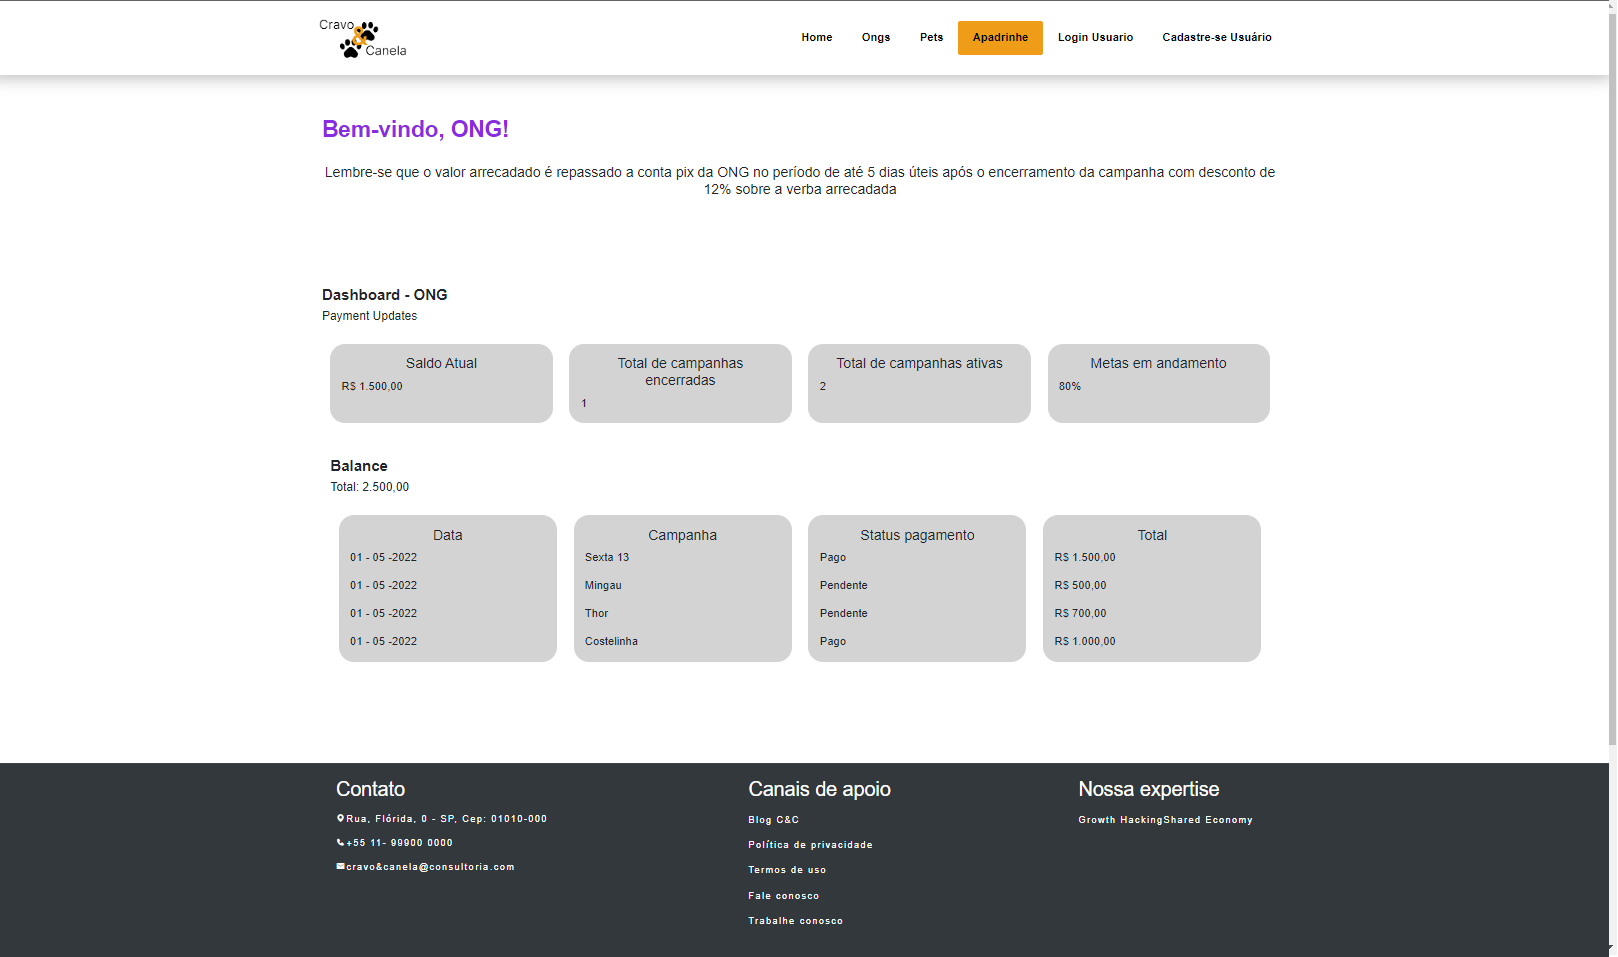 Cravo
&
Canela
Home Ongs Pets Apadrinhe Login Usuario Cadastre-se Usuário
Bem-vindo, ONG!
Lembre-se que o valor arrecadado é repassado a conta pix da ONG no período de até 5 dias úteis após o encerramento da campanha com desconto de
12% sobre a verba arrecadada
Dashboard - ONG
Payment Updates
Saldo Atual
R$ 1.500,00
Total de campanhas
encerradas
1
Total de campanhas ativas
2
Metas em andamento
80%
Balance
Total: 2.500,00
Data Campanha Status pagamento Total
01 - 05 -2022 Sexta 13 Pago R$ 1.500,00
01 - 05 -2022 Mingau Pendente R$ 500,00
01 - 05 -2022 Thor Pendente R$ 700,00
01 - 05 -2022 Costelinha Pago R$ 1.000,00
Contato
Rua, Flórida, 0 - SP, Cep: 01010-000
+55 11- 99900 0000
cravo&canela@consultoria.com
Canais de apoio
Blog C&C
Política de privacidade
Termos de uso
Fale conosco
Trabalhe conosco
Nossa expertise
Growth HackingShared Economy